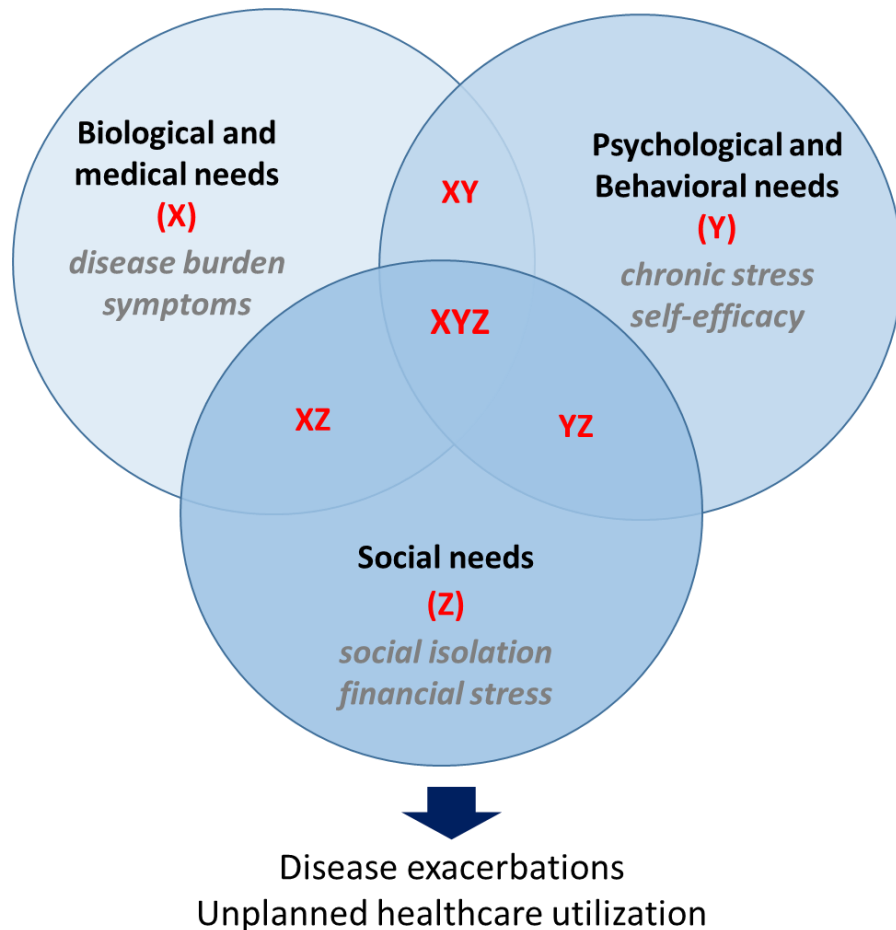 Biological and
medical needs
(X)
disease burden
symptoms
Psychological and
Behavioral needs
(Y)
chronic stress
self-efficacy
XY
XYZ
XZ
YZ
Social needs
(Z)
social isolation
financial stress
Disease exacerbations
Unplanned healthcare utilization